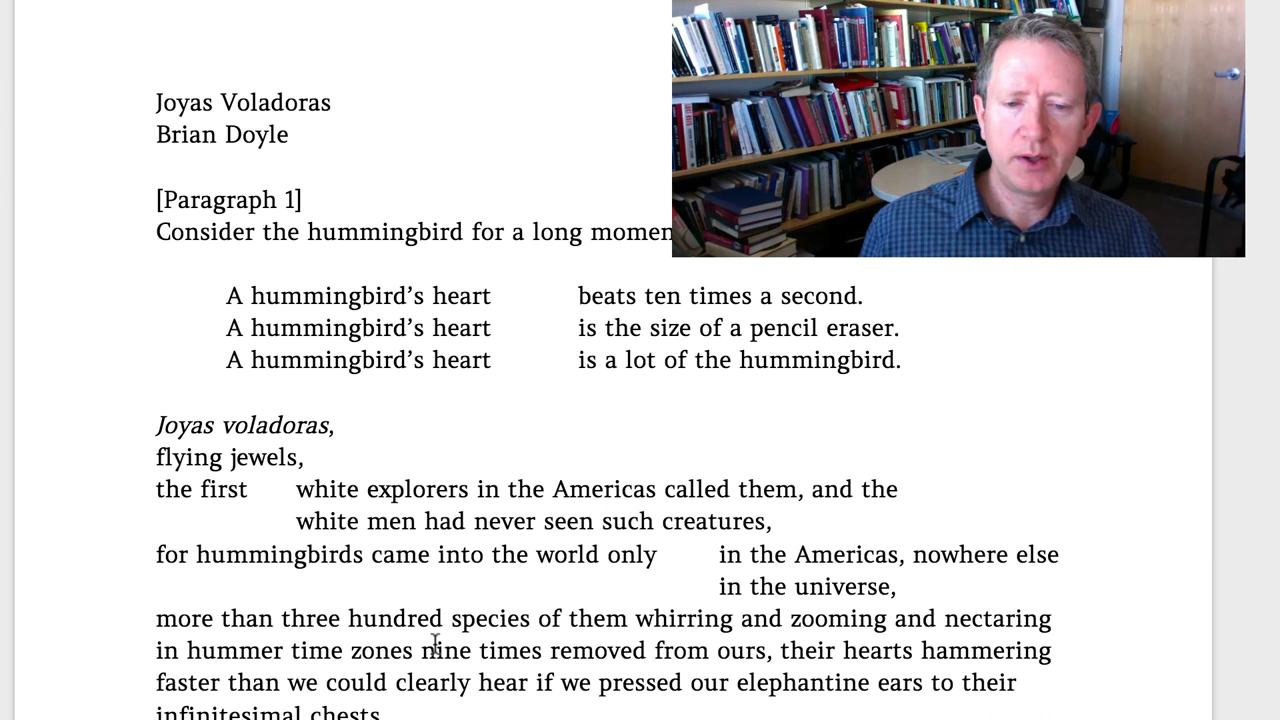 Joyas Voladoras
Brian Doyle
[Paragraph 1]
Consider the hummingbird for a long
A hummingbird’s heart beats ten times a second.
A hummingbird’s heart is the size of a pencil eraser.
A hummingbird’s heart is a lot of the hummingbird.
Joyas voladoras,
flying jewels,
the first white explorers in the Americas called them, and the
white men had never seen such creatures,
for hummingbirds came into the world only in the Americas, nowhere else
in the universe,
more than three hundred species of them whirring and zooming and nectaring
in hummer time zones nine times removed from ours, their hearts hammering
faster than we could clearly hear if we pressed our elephantine ears to their
infinitesimal chests.